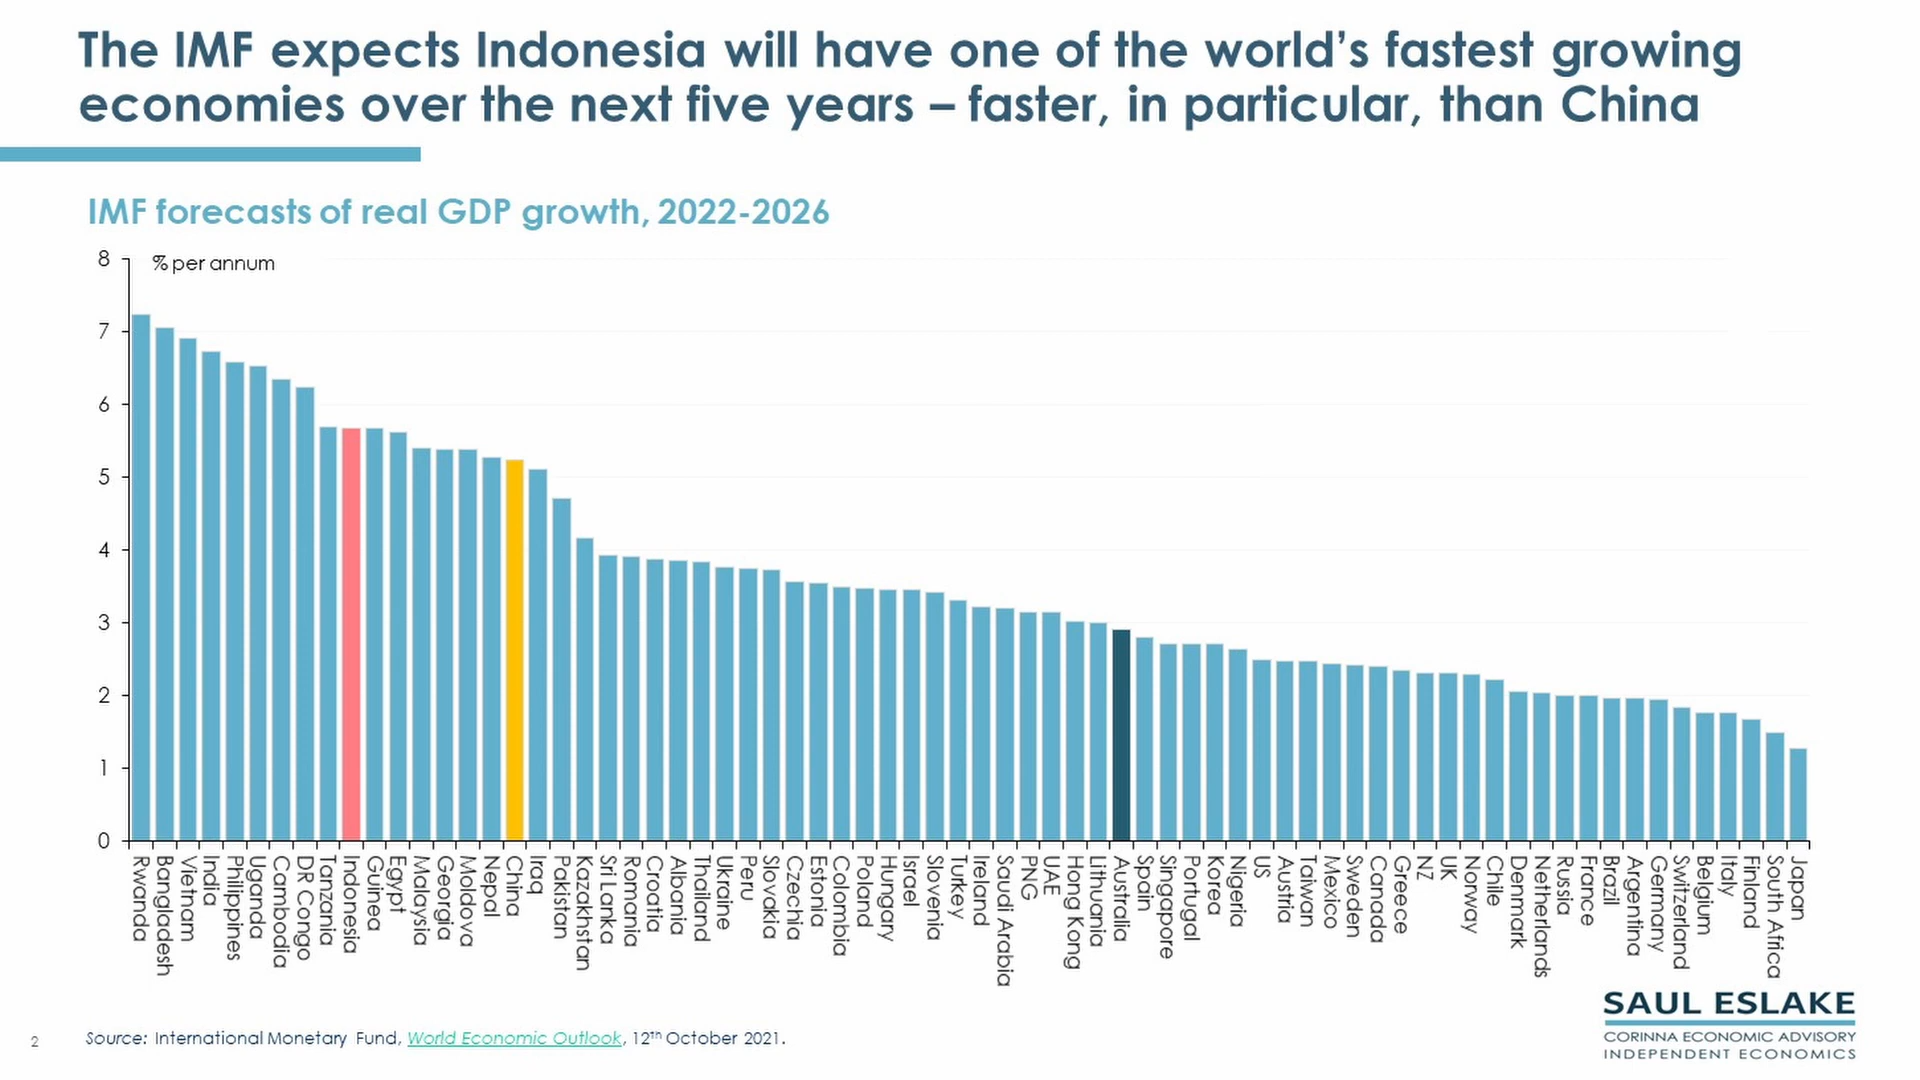 The IMF expects Indonesia will have one of the world’s fastest growing
economies over the next five years – faster, in particular, than China
IMF forecasts of real GDP growth, 2022-2026
% per annum
8
7
6
5
4
3
2
1
0
Rwanda
Bangladesh
Vietnam
India
Philippines
Uganda
Cambodia
DR Congo
Tanzania
Indonesia
Guinea
Egypt
Malaysia
Georgia
Moldova
Nepal
China
Iraq
Pakistan
Kazakhstan
Sri Lanka
Romania
Croatia
Albania
Thailand
Ukraine
Peru
Slovakia
Czechia
Estonia
Colombia
Poland
Hungary
Israel
Slovenia
Turkey
Ireland
Saudi Arabia
PNG
UAE
Hong Kong
Lithuania
Australia
Spain
Singapore
Portugal
Korea
Nigeria
US
Austria
Taiwan
Mexico
Sweden
Canada
Greece
NZ
UK
Norway
Chile
Denmark
Netherlands
Russia
France
Brazil
Argentina
Germany
Switzerland
Belgium
Italy
Finland
South Africa
Japan
2
Source: International Monetary Fund, World Economic Outlook, 12th October 2021.
SAUL ESLAKE
CORINNA ECONOMIC ADVISORY
INDEPENDENT ECONOMICS